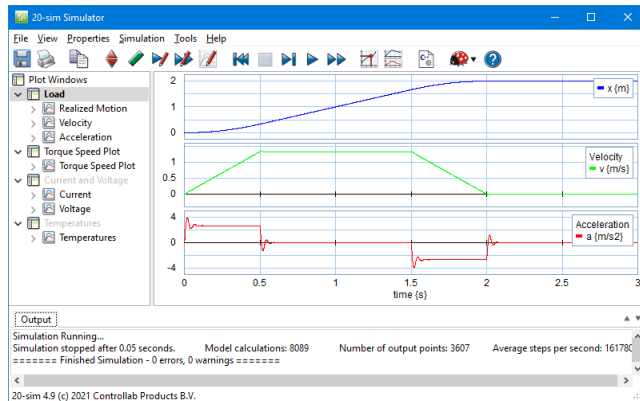 20-sim Simulator
File View Properties Simulation Tools Help
Plot Windows
Load
Realized Motion
Velocity
Acceleration
Torque Speed Plot
Torque Speed Plot
Current and Voltage
Current
Voltage
Temperatures
Temperatures
2
1
0
x {m}
1
0.5
0
Velocity
v {m/s}
4
0
-4
Acceleration
a {m/s2}
0 0.5 1 1.5 2 2.5 3
time {s}
Output
Simulation Running...
Simulation stopped after 0.05 seconds. Model calculations: 8089 Number of output points: 3607 Average steps per second: 161780
======= Finished Simulation - 0 errors, 0 warnings =======
20-sim 4.9 (c) 2021 Controllab Products B.V.